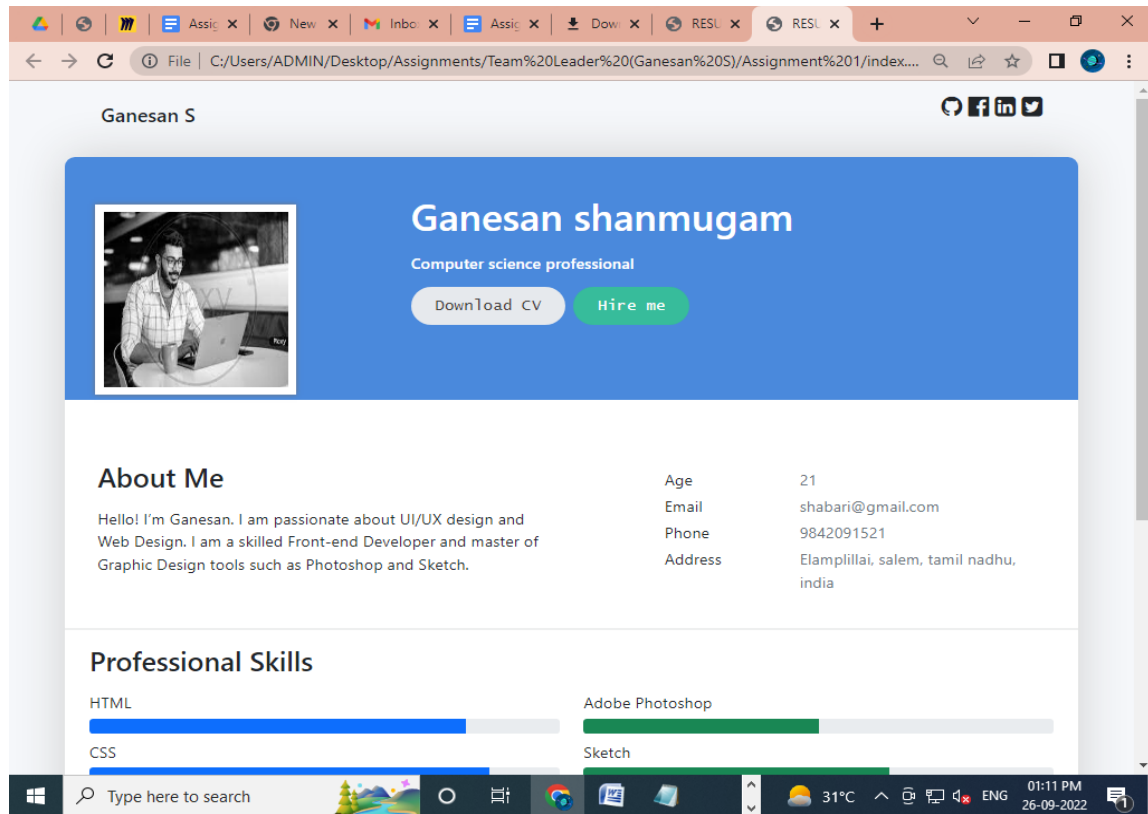 Assig
New
Inbo
Assig
Dow
RESU
RESU
File | C:/Users/ADMIN/Desktop/Assignments/Team%20Leader%20(Ganesan%20S)/Assignment%201/index....
Ganesan S
Ganesan shanmugam
Computer science professional
Download CV
Hire me
About Me
Hello! I'm Ganesan. I am passionate about UI/UX design and
Web Design. I am a skilled Front-end Developer and master of
Graphic Design tools such as Photoshop and Sketch.
Age 21
Email shabari@gmail.com
Phone 9842091521
Address Elamplillai, salem, tamil nadhu,
india
Professional Skills
HTML
Adobe Photoshop
CSS
Sketch
Type here to search
31°C
ENG
01:11 PM
26-09-2022
1